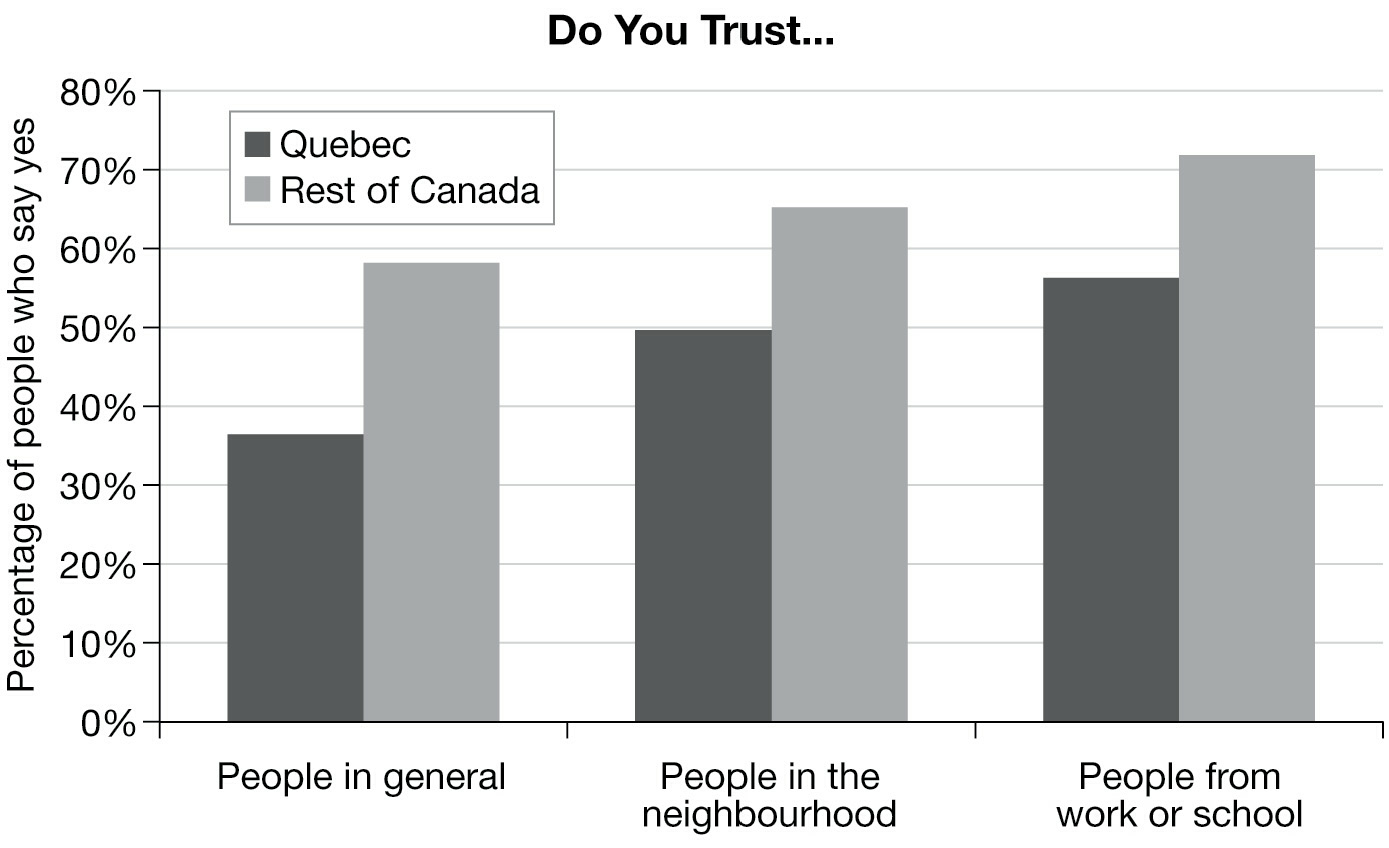 Do You Trust...
Percentage of people who say yes
80%
70%
60%
50%
40%
30%
20%
10%
0%
Quebec
Rest of Canada
People in general
People in the
neighbourhood
People from
work or school